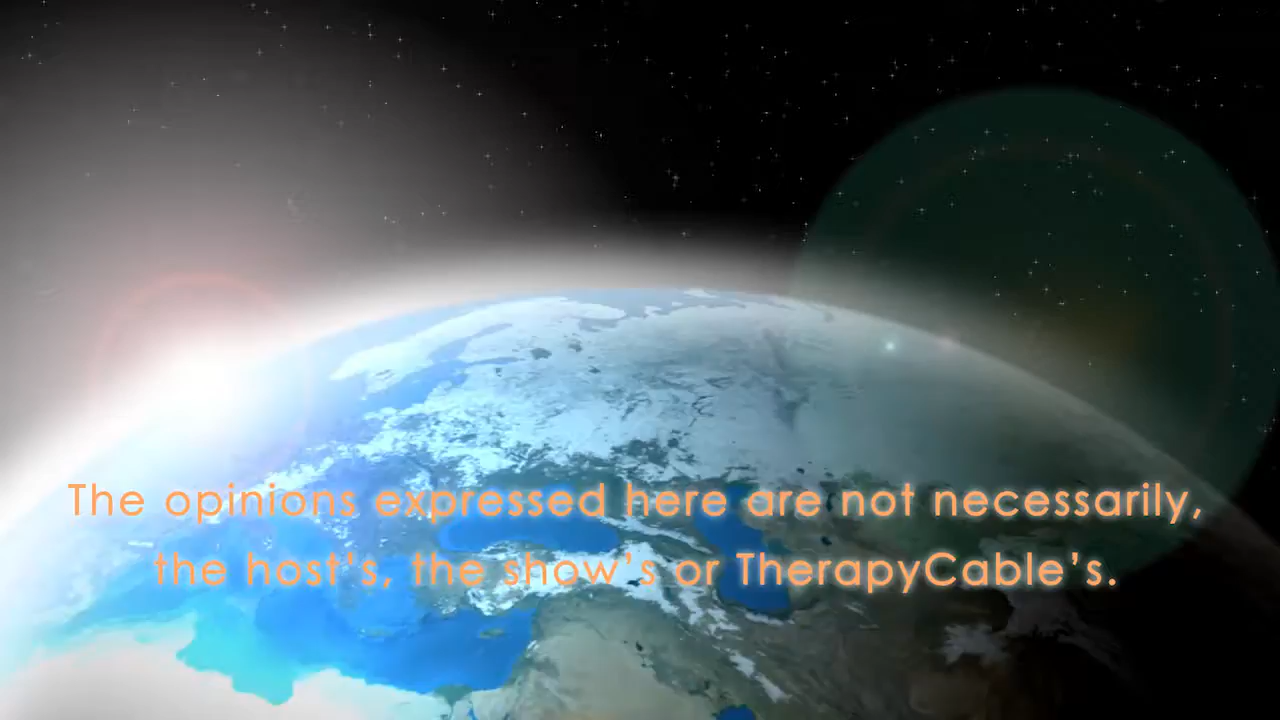 The opinions expressed here are not necessarily,
the host's, the show's or TherapyCable's.